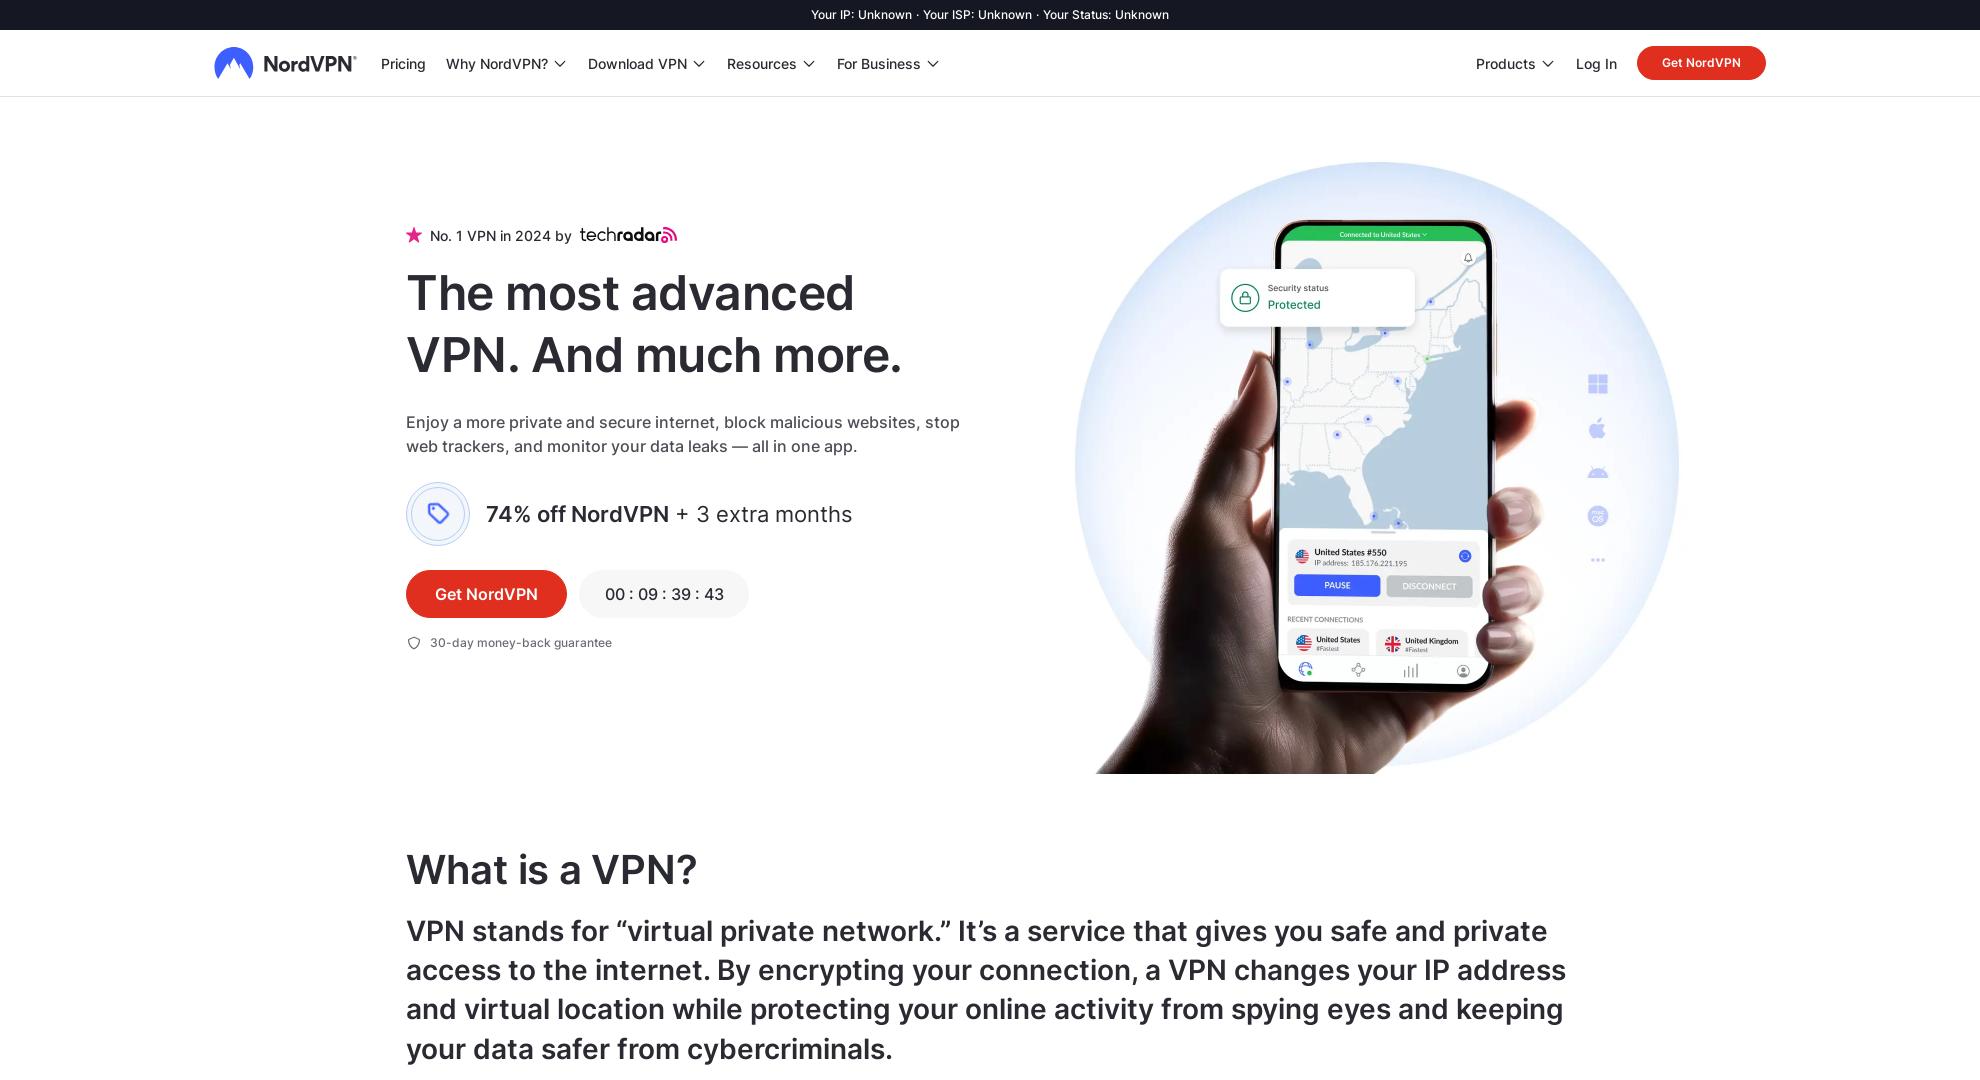 Your IP: Unknown · Your ISP: Unknown · Your Status: Unknown
NordVPN®
Pricing
Why NordVPN?
Download VPN
Resources
For Business
Products
Log In
Get NordVPN
No. 1 VPN in 2024 by techradar
The most advanced
VPN. And much more.
Enjoy a more private and secure internet, block malicious websites, stop
web trackers, and monitor your data leaks — all in one app.
74% off NordVPN + 3 extra months
Get NordVPN
00 : 09 : 39 : 43
30-day money-back guarantee
Connected to United States
Security status
Protected
United States #550
IP address: 185.176.221.195
PAUSE
DISCONNECT
RECENT CONNECTIONS
United States
#Fastest
United Kingdom
#Fastest
mac
OS
What is a VPN?
VPN stands for “virtual private network.” It’s a service that gives you safe and private
access to the internet. By encrypting your connection, a VPN changes your IP address
and virtual location while protecting your online activity from spying eyes and keeping
your data safer from cybercriminals.